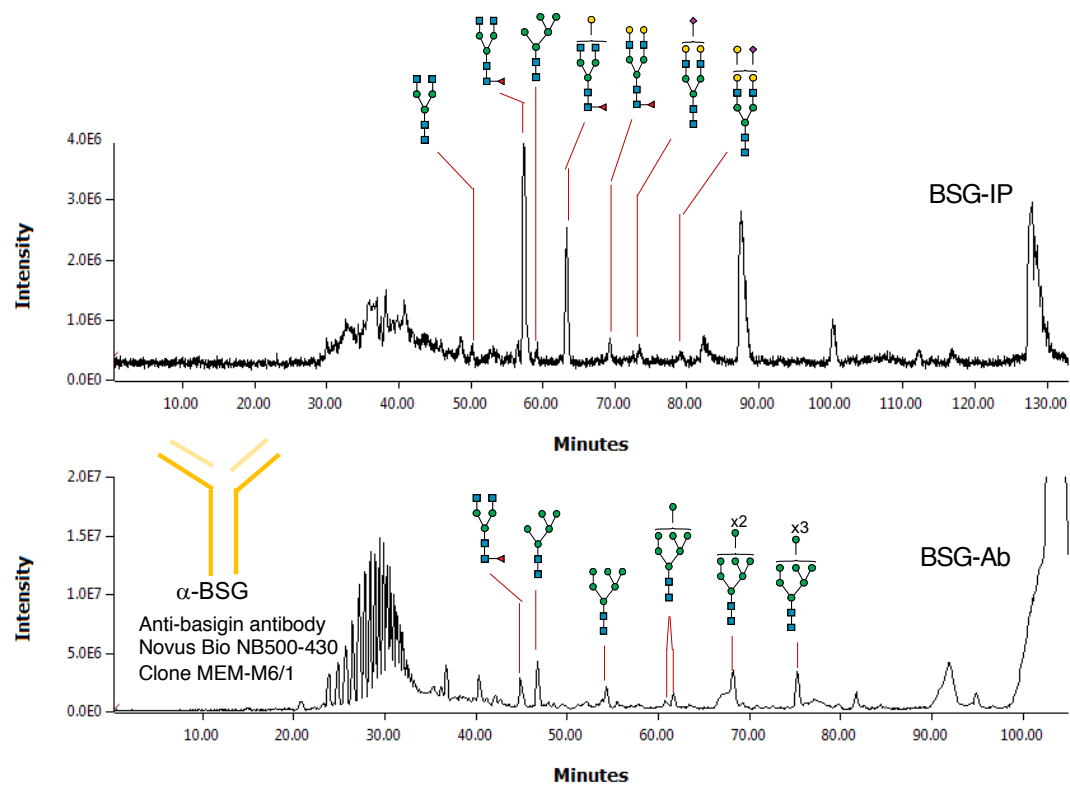 4.0E6
3.0E6
2.0E6
1.0E6
0.0E0
Intensity
BSG-IP
10.00 20.00 30.00 40.00 50.00 60.00 70.00 80.00 90.00 100.00 110.00 120.00 130.00
Minutes
2.0E7
1.5E7
1.0E7
5.0E6
0.0E0
Intensity
x2
x3
BSG-Ab
α-BSG
Anti-basigin antibody
Novus Bio NB500-430
Clone MEM-M6/1
10.00 20.00 30.00 40.00 50.00 60.00 70.00 80.00 90.00 100.00
Minutes